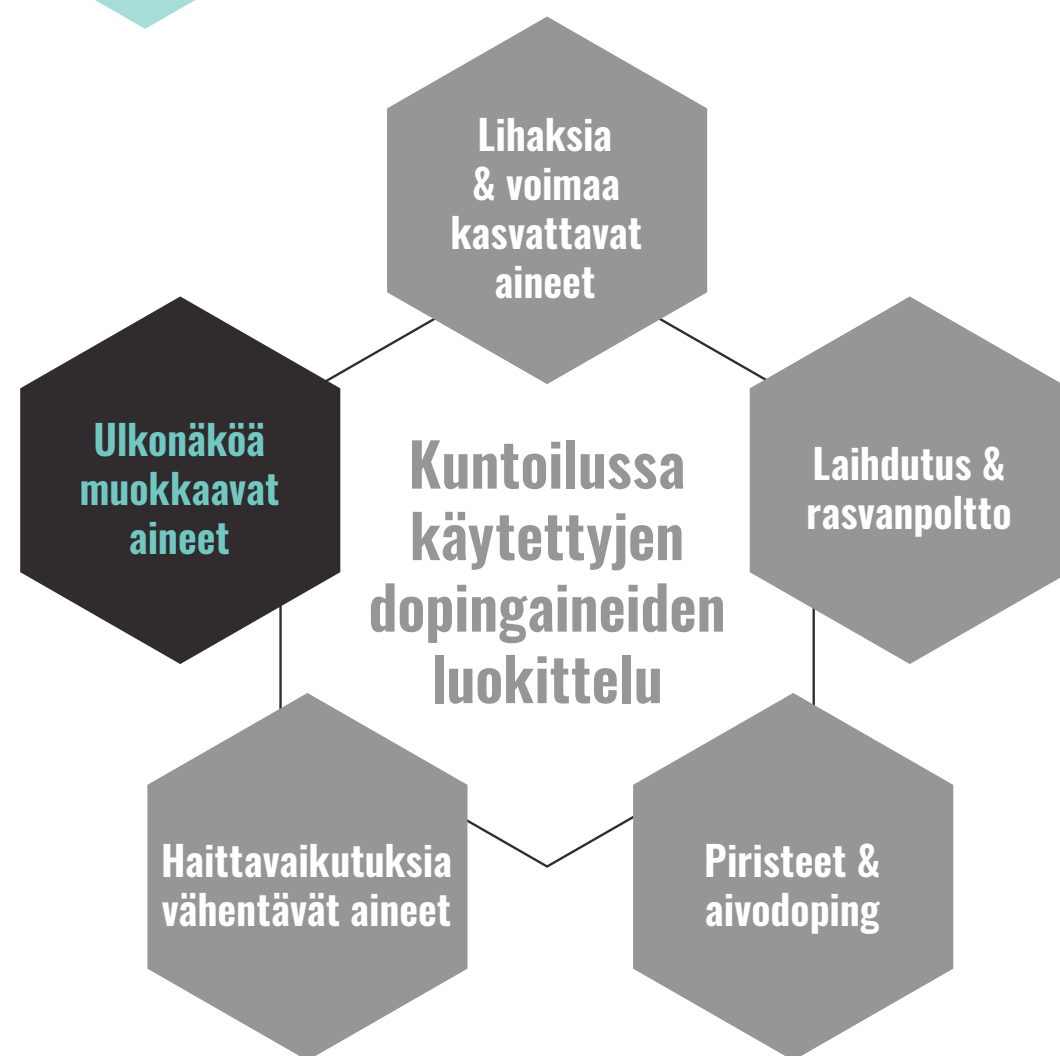 Lihaksia
& voimaa
kasvattavat
aineet
Ulkonäköä
muokkaavat
aineet
Kuntoilussa
käytettyjen
dopingaineiden
luokittelu
Laihdutus &
rasvanpoltto
Haittavaikutuksia
vähentävät aineet
Piristeet &
aivodoping